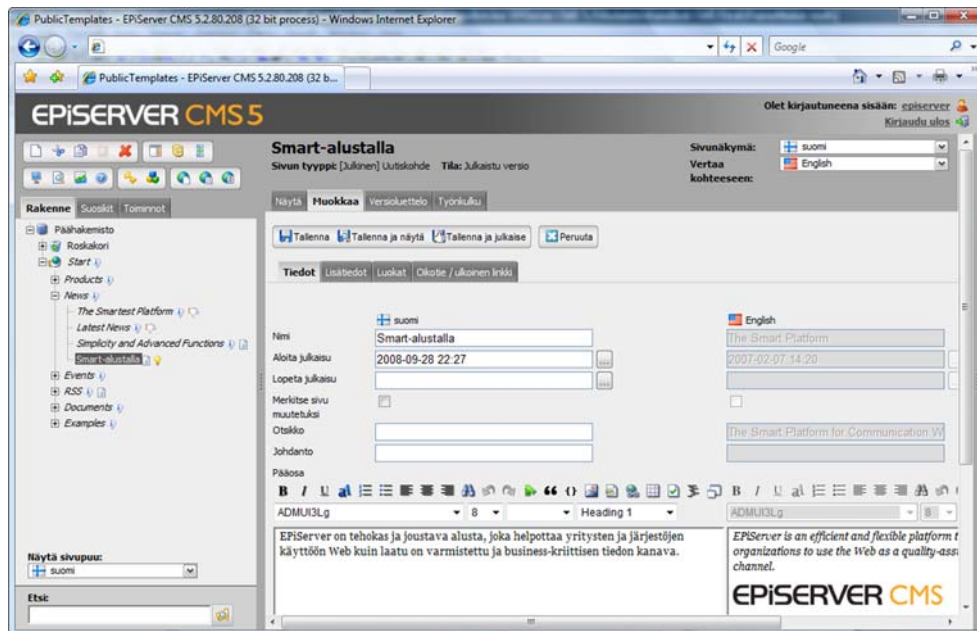 PublicTemplates - EPiServer CMS 5.2.80.208 (32 bit process) - Windows Internet Explorer
Google
PublicTemplates - EPiServer CMS 5.2.80.208 (32 b...
EPiSERVER CMS 5
Olet kirjautuneena sisään: episerver
Kirjaudu ulos
Smart-alustalla
Sivun tyyppi: [Julkinen] Uutiskohde Tila: Julkaistu versio
Sivunäkymä: suomi
Vertaa kohteeseen: English
Rakenne Suosikit Toiminnot
Näytä Muokkaa Versioluettelo Työnkulku
Päähakemisto
Roskakori
Start
Products
News
The Smartest Platform
Latest News
Simplicity and Advanced Functions
Smart-alustalla
Events
RSS
Documents
Examples
Näytä sivupuu:
suomi
Etsi:
Tallenna Tallenna ja näytä Tallenna ja julkaise Peruuta
Tiedot Lisätiedot Luokat Oikotie / ulkoinen linkki
suomi English
Nimi Smart-alustalla The Smart Platform
Aloita julkaisu 2008-09-28 22:27 ... 2007-02-07 14:20
Lopeta julkaisu ...
Merkitse sivu
muutetuksi
Otsikko The Smart Platform for Communication W
Johdanto
Pääosa
B I U B I U
ADMUI3Lg 8 Heading 1 ADMUI3Lg 8
EPiServer on tehokas ja joustava alusta, joka helpottaa yritysten ja järjestöjen
käyttöön Web kuin laatu on varmistettu ja business-kriittisen tiedon kanava.
EPiServer is an efficient and flexible platform t
organizations to use the Web as a quality-assu
channel.
EPiSERVER CMS